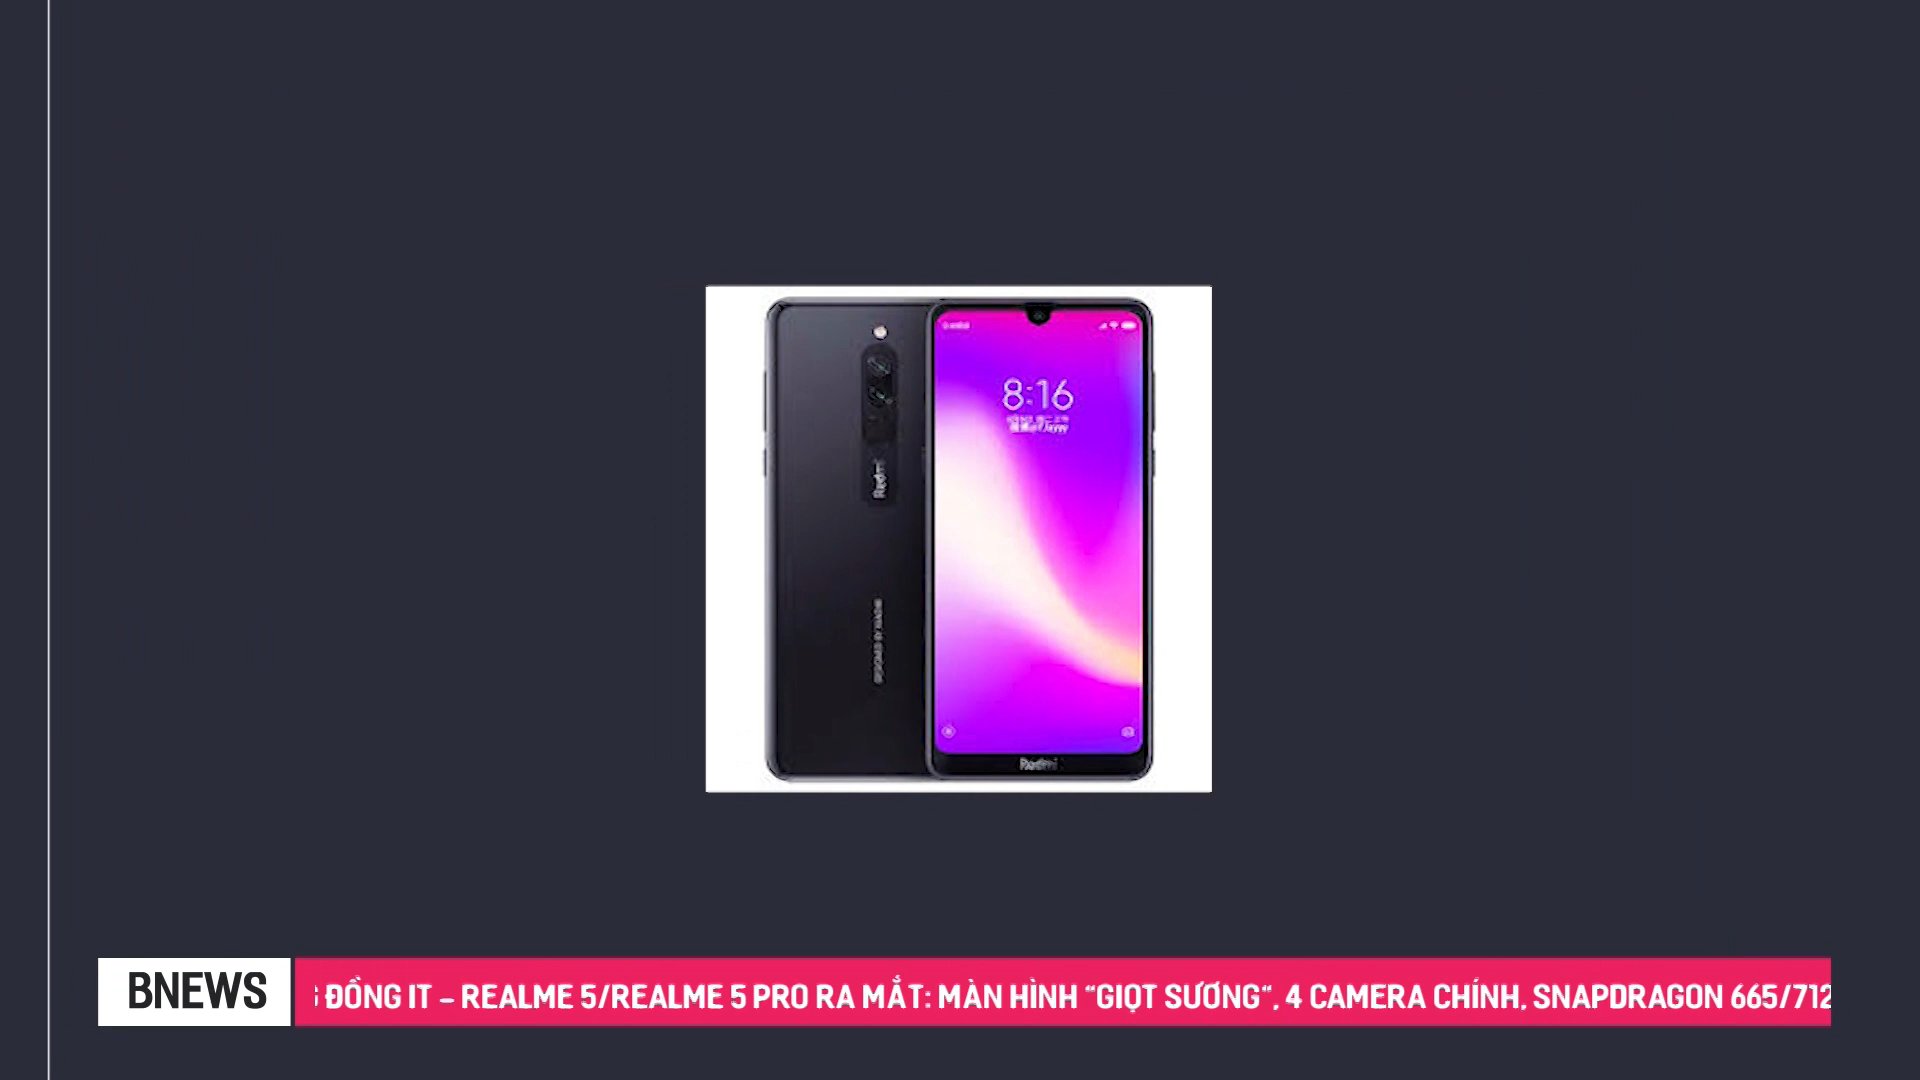 8:16
Redmi
Redmi
BNEWS
ĐỒNG IT – REALME 5/REALME 5 PRO RA MẮT: MÀN HÌNH “GIỌT SƯƠNG“, 4 CAMERA CHÍNH, SNAPDRAGON 665/712